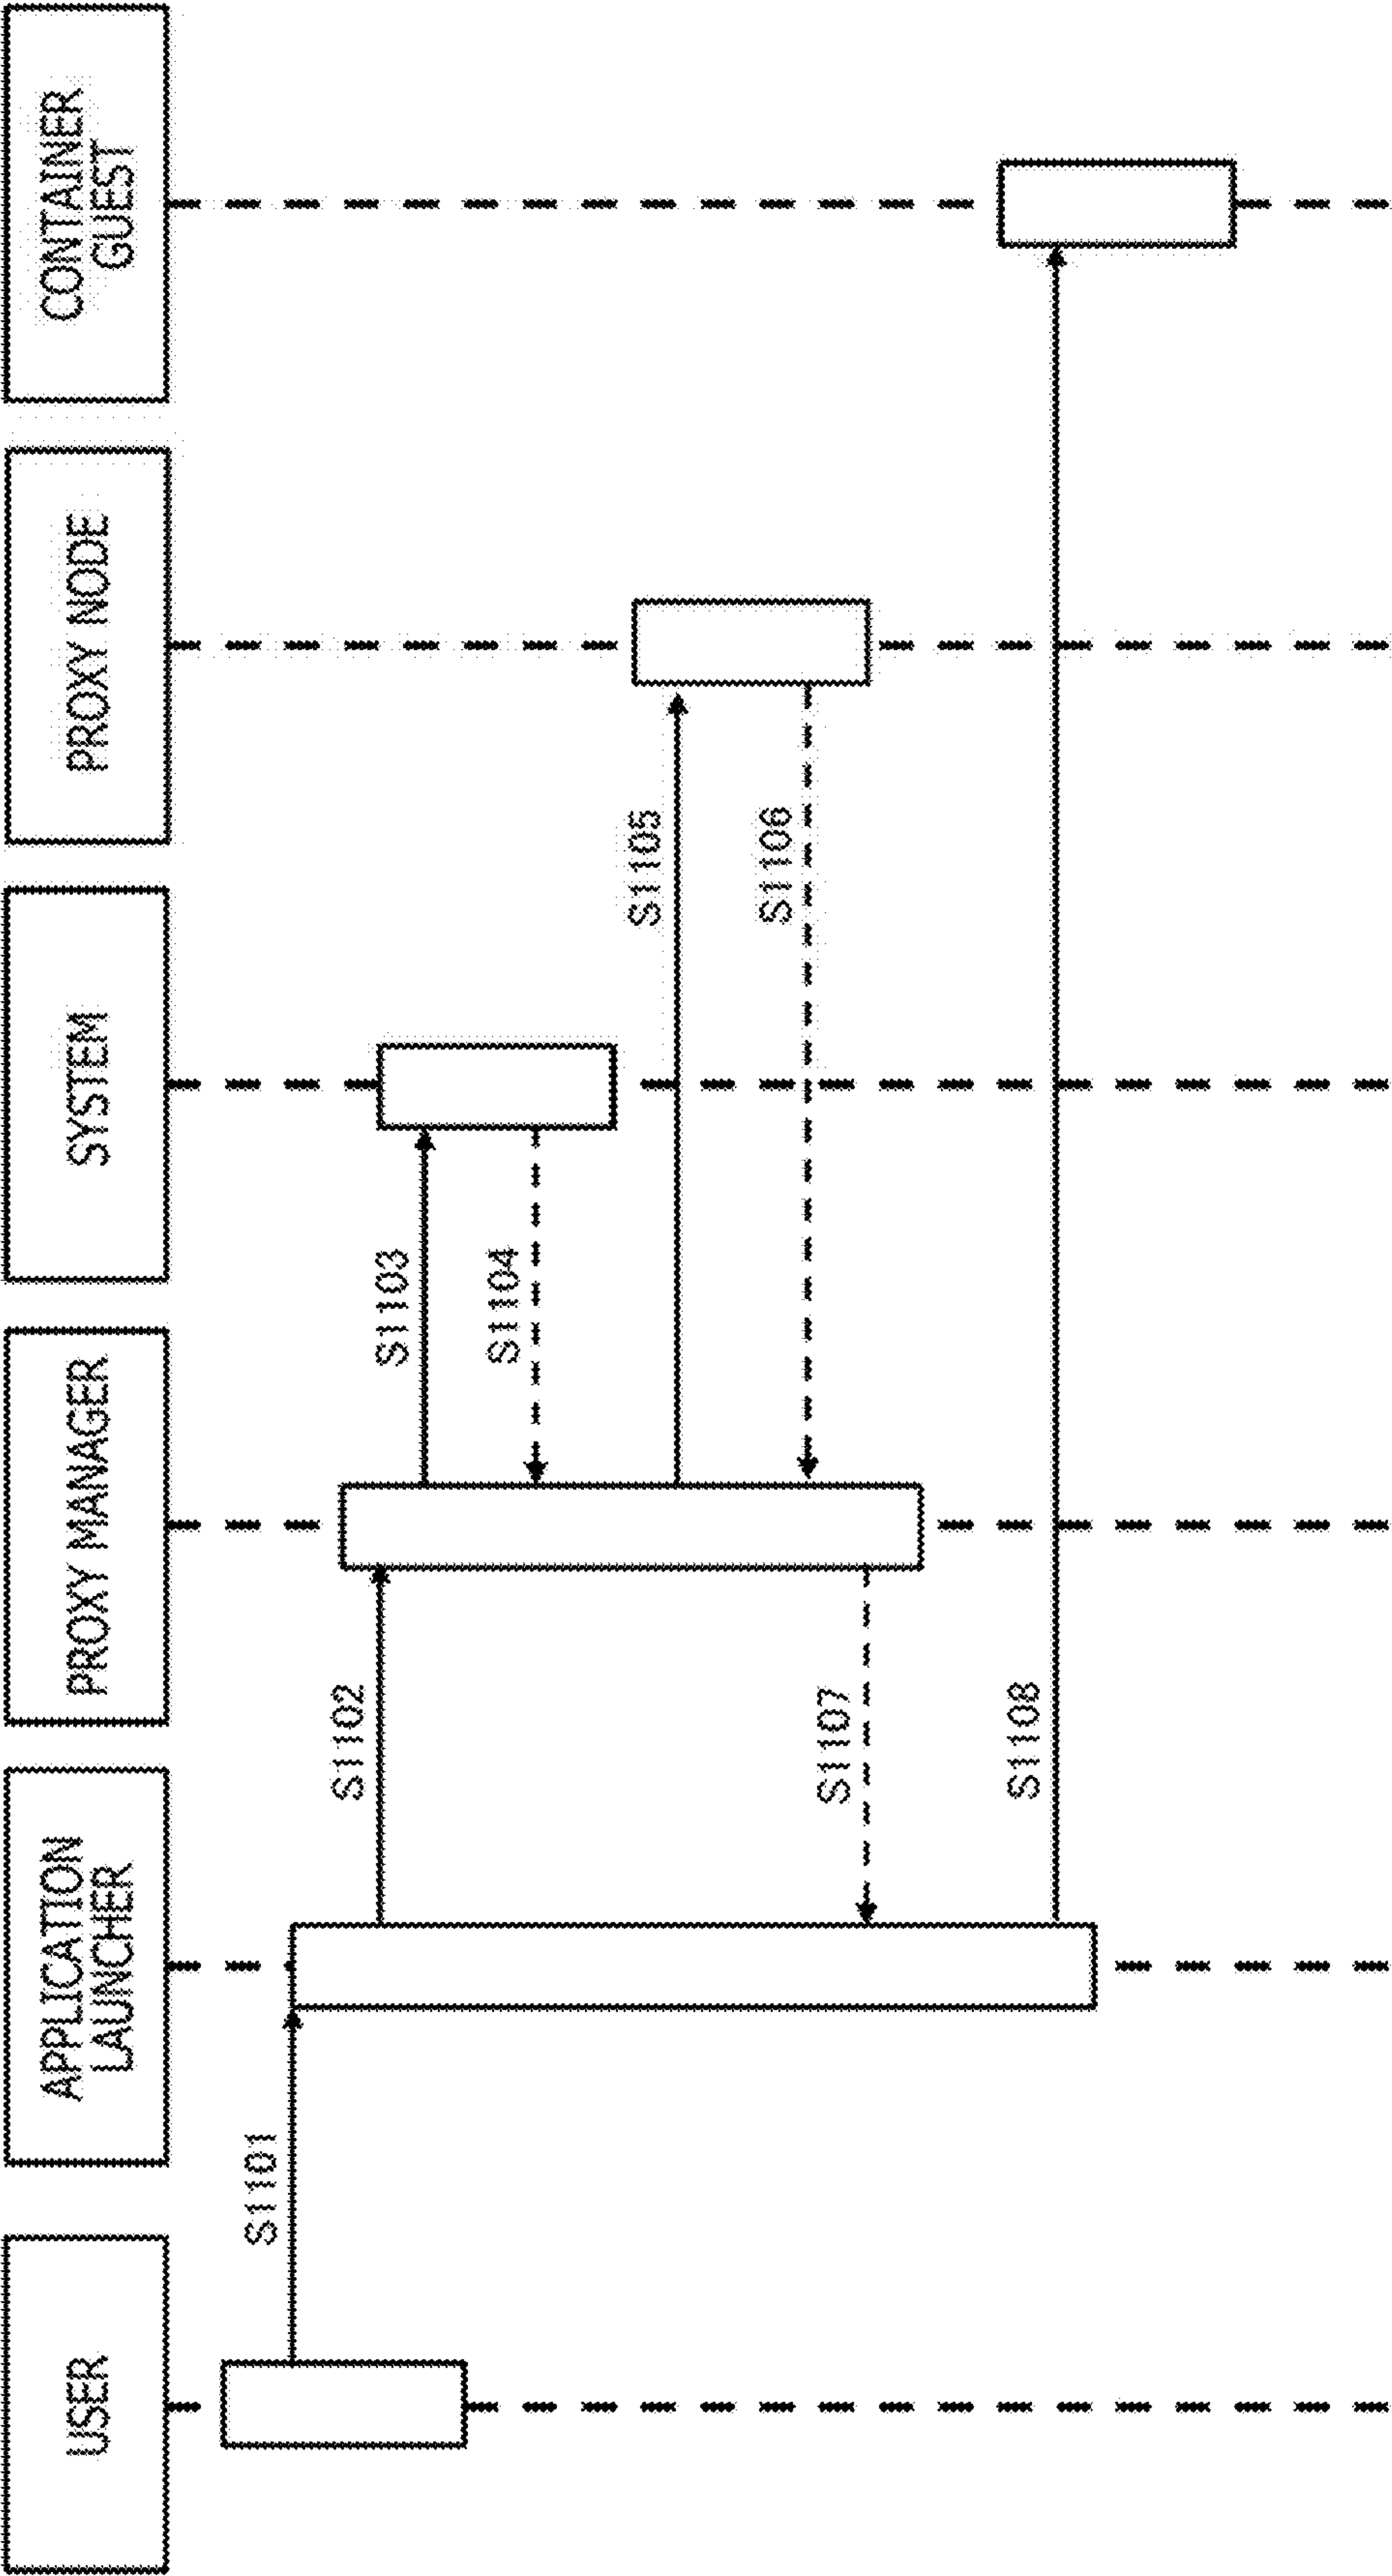 USER
APPLICATION
LAUNCHER
PROXY MANAGER
SYSTEM
PROXY NODE
CONTAINER
GUEST
S1101
S1102
S1103
S1104
S1105
S1106
S1107
S1108